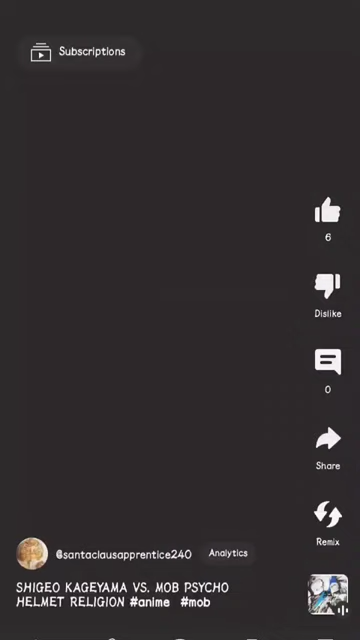 Subscriptions
6
Dislike
0
Share
Remix
@santaclausapprentice240 Analytics
SHIGEO KAGEYAMA VS. MOB PSYCHO
HELMET RELIGION #anime #mob